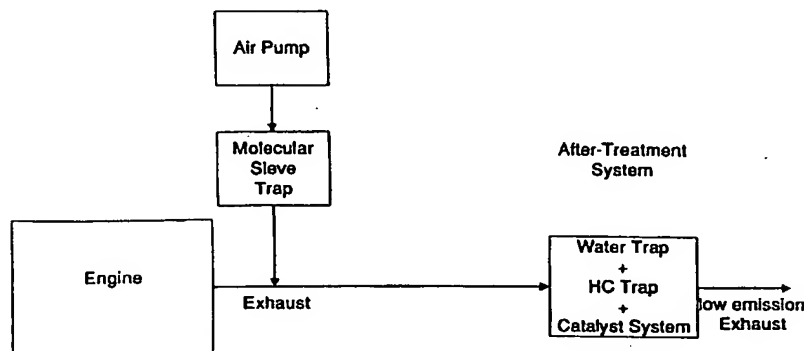 Air Pump
Molecular
Sieve
Trap
After-Treatment
System
Engine
Exhaust
Water Trap
+
HC Trap
+
Catalyst System
low emission
Exhaust